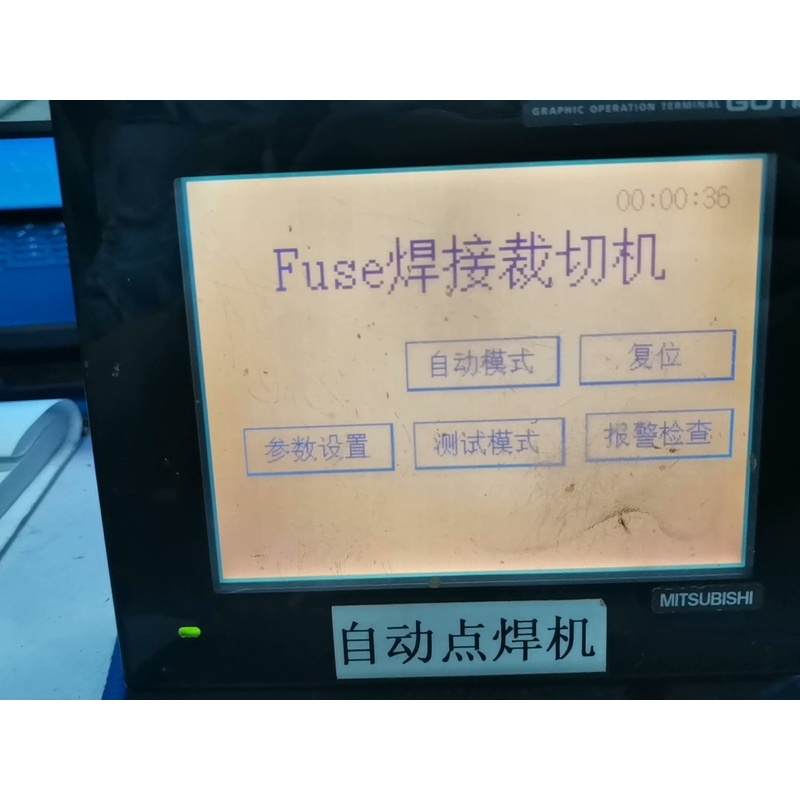 GRAPHIC OPERATION TERMINAL
00:00:36
Fuse焊接裁切机
自动模式 复位
参数设置 测试模式 报警检查
MITSUBISHI
自动点焊机